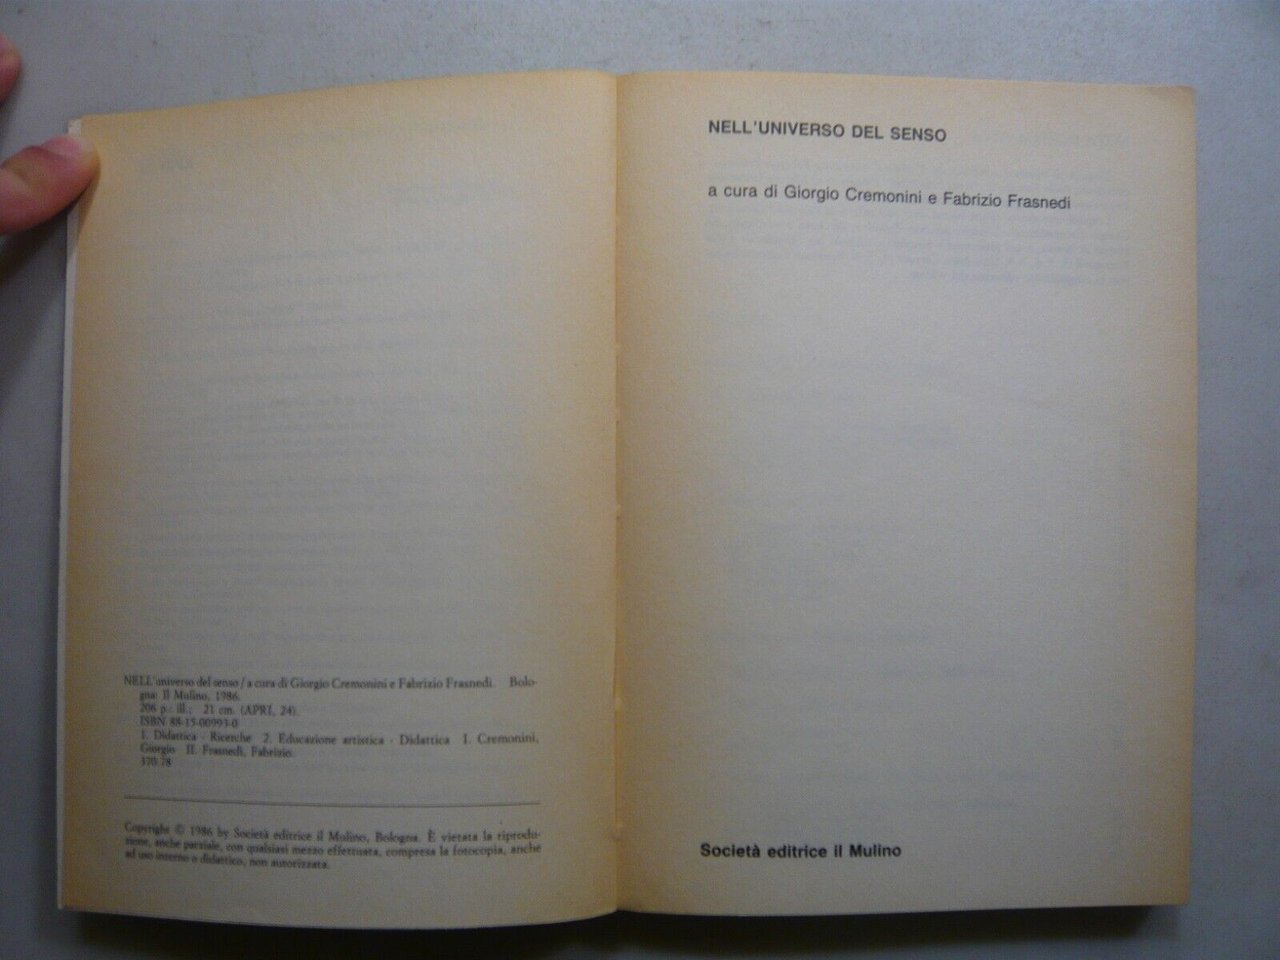 NELL'universo del senso / a cura di Giorgio Cremonini e Fabrizio Frasnedi. Bolo-
gna: Il Mulino, 1986.
206 p.: ill.; 21 cm. (APRI, 24).
ISBN 88-15-00993-0
1. Didattica - Ricerche 2. Educazione artistica - Didattica I. Cremonini,
Giorgio II. Frasnedi, Fabrizio.
370.78
Copyright © 1986 by Società editrice il Mulino, Bologna. È vietata la riprodu-
zione, anche parziale, con qualsiasi mezzo effettuata, compresa la fotocopia, anche
ad uso interno o didattico, non autorizzata.
NELL'UNIVERSO DEL SENSO
a cura di Giorgio Cremonini e Fabrizio Frasnedi
Società editrice il Mulino